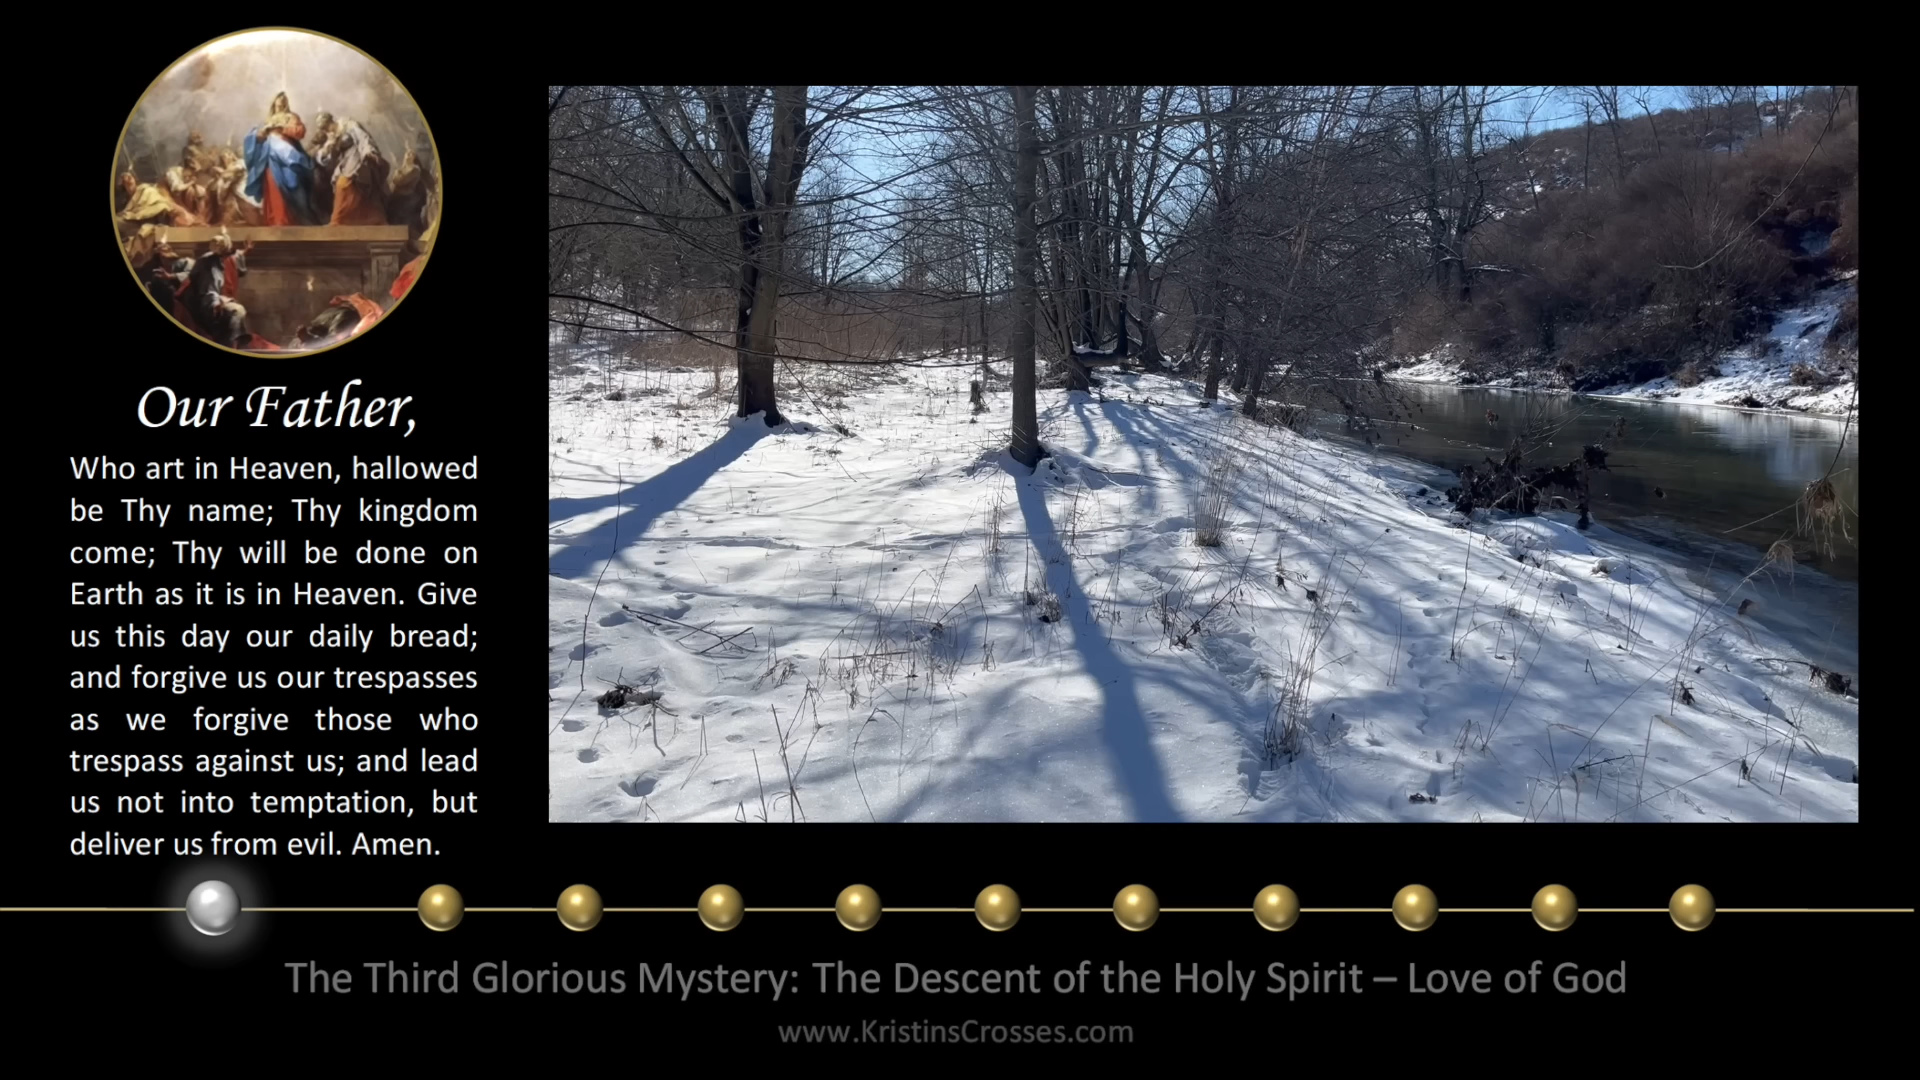 Our Father,
Who art in Heaven, hallowed
be Thy name; Thy kingdom
come; Thy will be done on
Earth as it is in Heaven. Give
us this day our daily bread;
and forgive us our trespasses
as we forgive those who
trespass against us; and lead
us not into temptation, but
deliver us from evil. Amen.
The Third Glorious Mystery: The Descent of the Holy Spirit – Love of God
www.KristinsCrosses.com